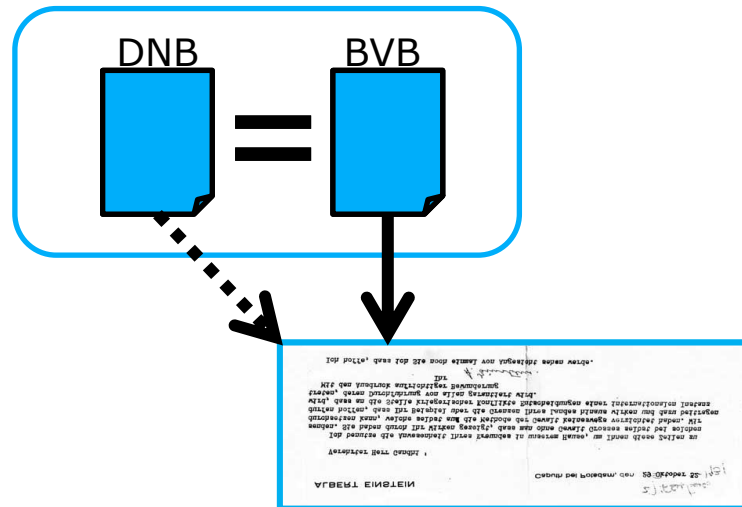 DNB
BVB
ALBERT EINSTEIN
Caputh bei Potsdam, den 29 Oktober 32
Verehrter Herr Gandhi !
Ich benutze die Anwesenheit Ihres Freundes in unserem Hause, um Ihnen diese Zeilen zu
senden. Sie haben durch Ihr Wirken gezeigt, dass man ohne Gewalt Grosses selbst bei solchen
durchsetzen kann, welche selbst auf die Methode der Gewalt keineswegs verzichtet haben. Wir
dürfen hoffen, dass Ihr Beispiel über die Grenzen Ihres Landes hinaus wirken und dazu beitragen
wird, dass an die Stelle kriegerischer Konflikte Entscheidungen einer internationalen Instanz
treten, deren Durchführung von allen garantiert wird.
Mit dem Ausdruck aufrichtiger Bewunderung
Ihr
A. Einstein.
Ich hoffe, dass ich Sie noch einmal von Angesicht sehen werde.